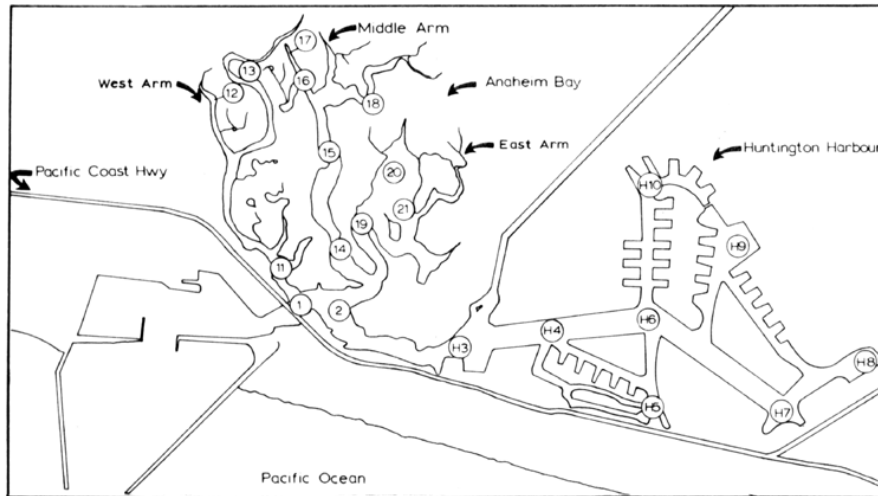 17
Middle Arm
13
West Arm
12
16
18
Anaheim Bay
15
East Arm
Huntington Harbour
Pacific Coast Hwy
20
H10
21
19
14
H9
11
1
2
H6
H4
H3
H8
H5
H7
Pacific Ocean